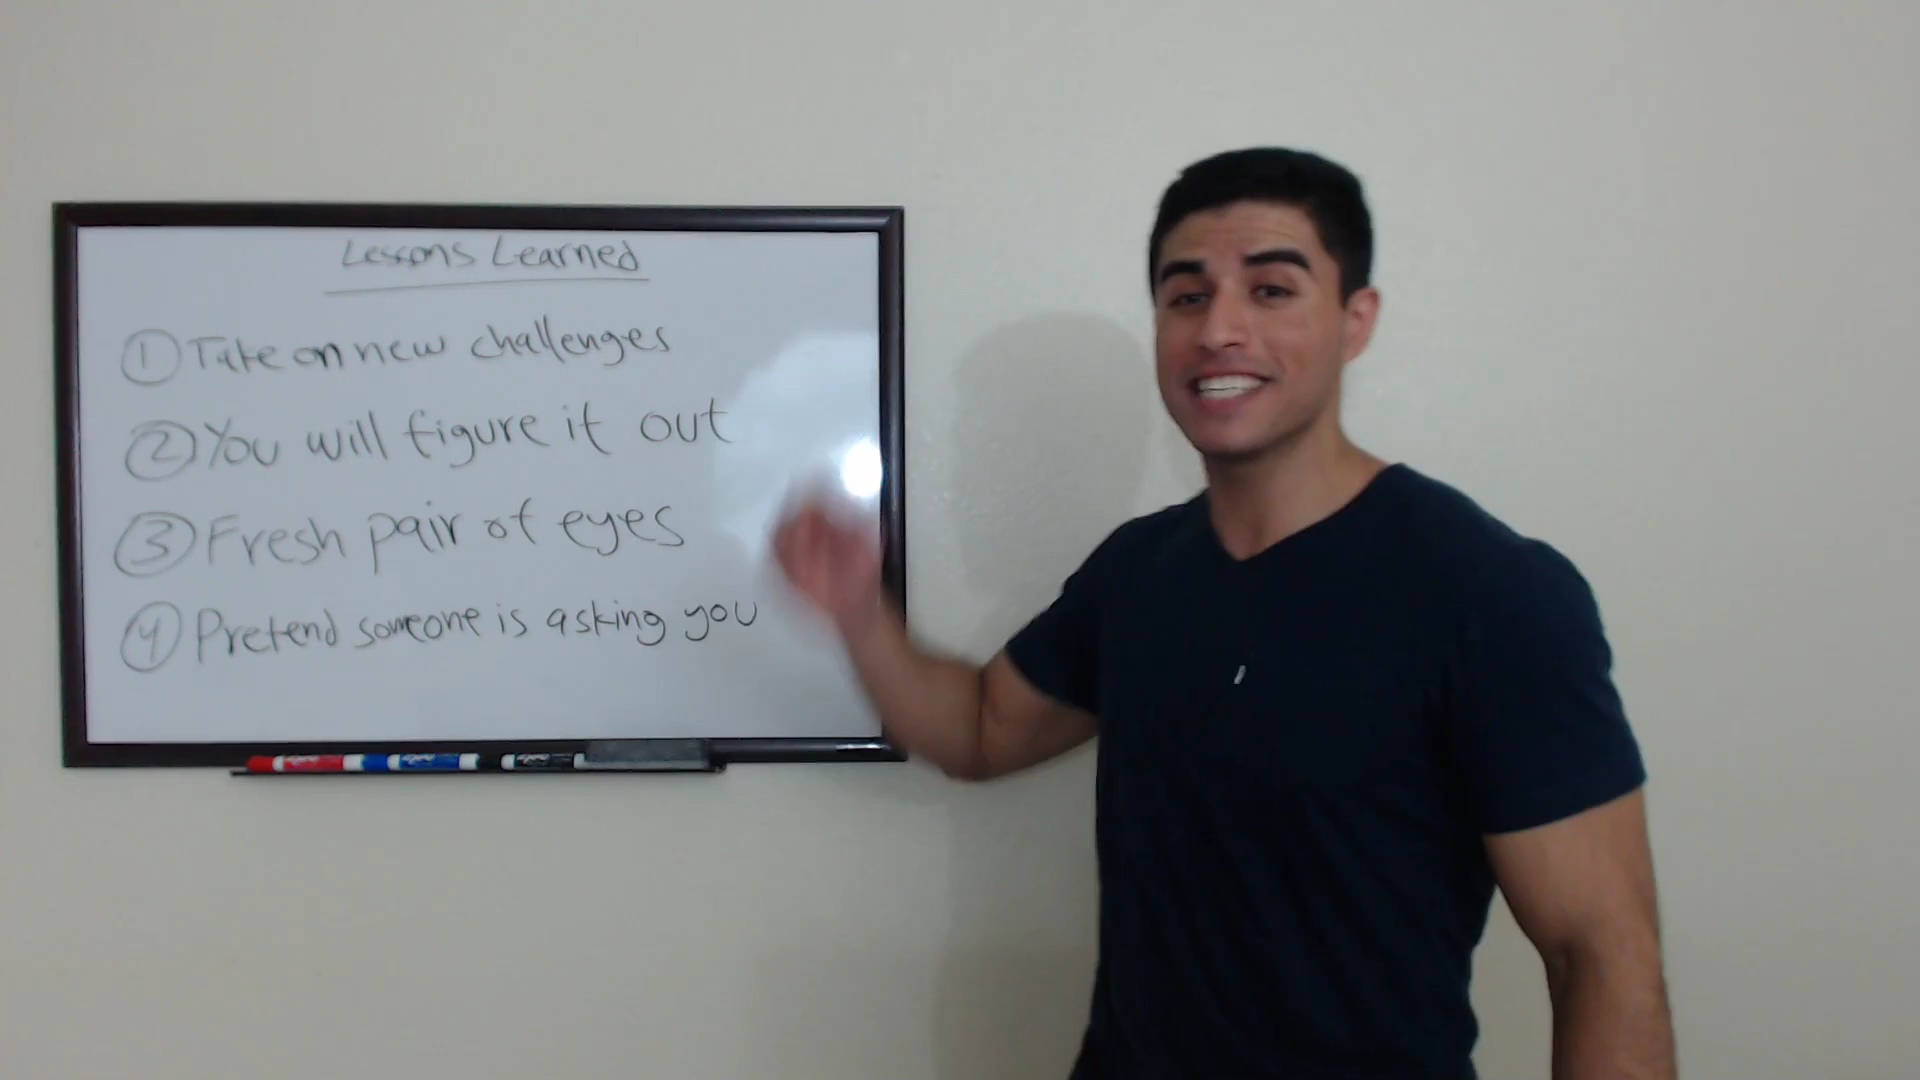 Lessons Learned
1 Take on new challenges
2 You will figure it out
3 Fresh pair of eyes
4 Pretend someone is asking you